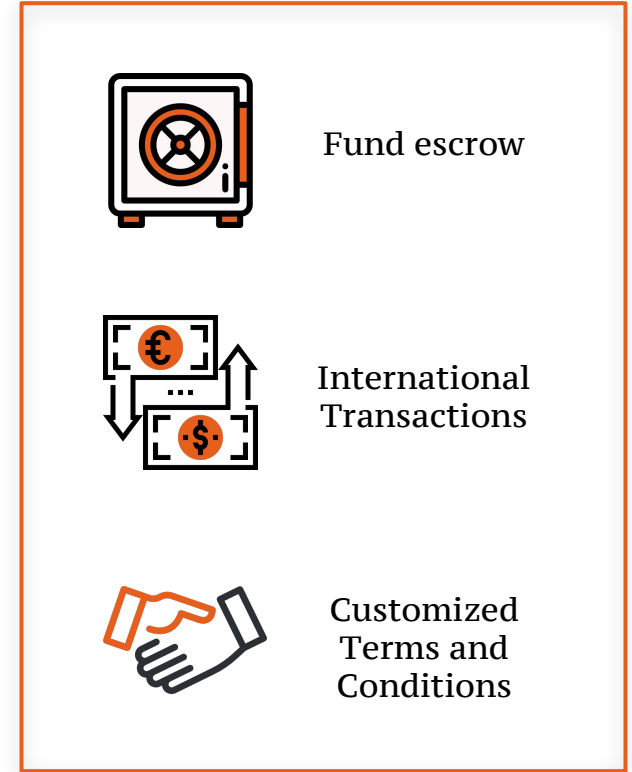 Fund escrow
€
International
Transactions
$
Customized
Terms and
Conditions